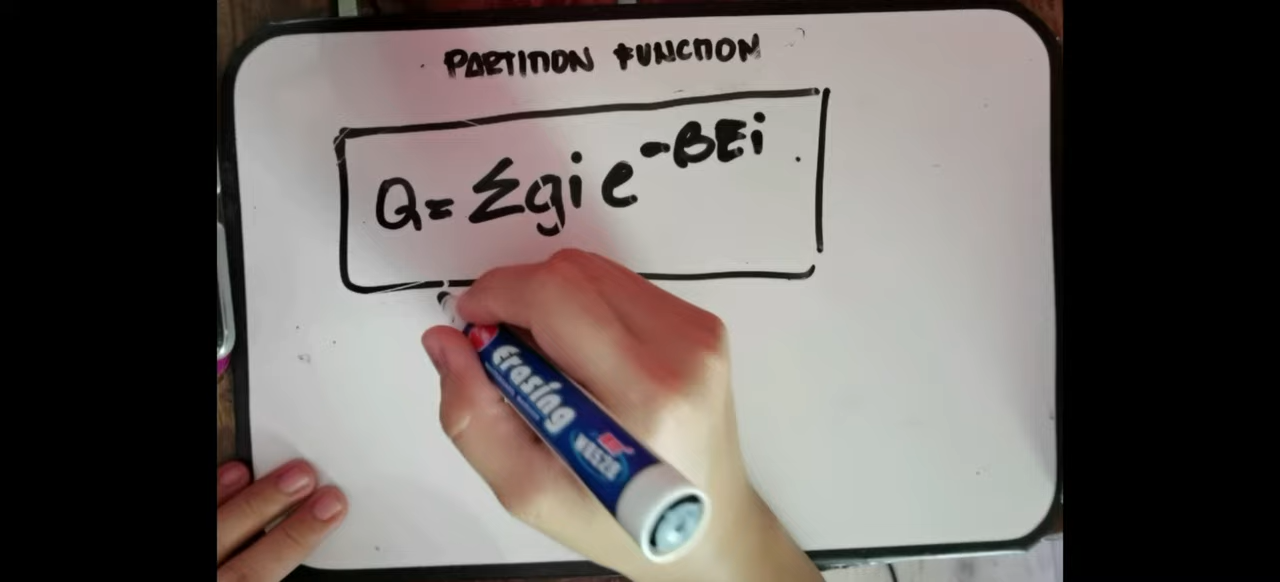 PARTITION FUNCTION
Q = Σgi e^-βEi
Erasing